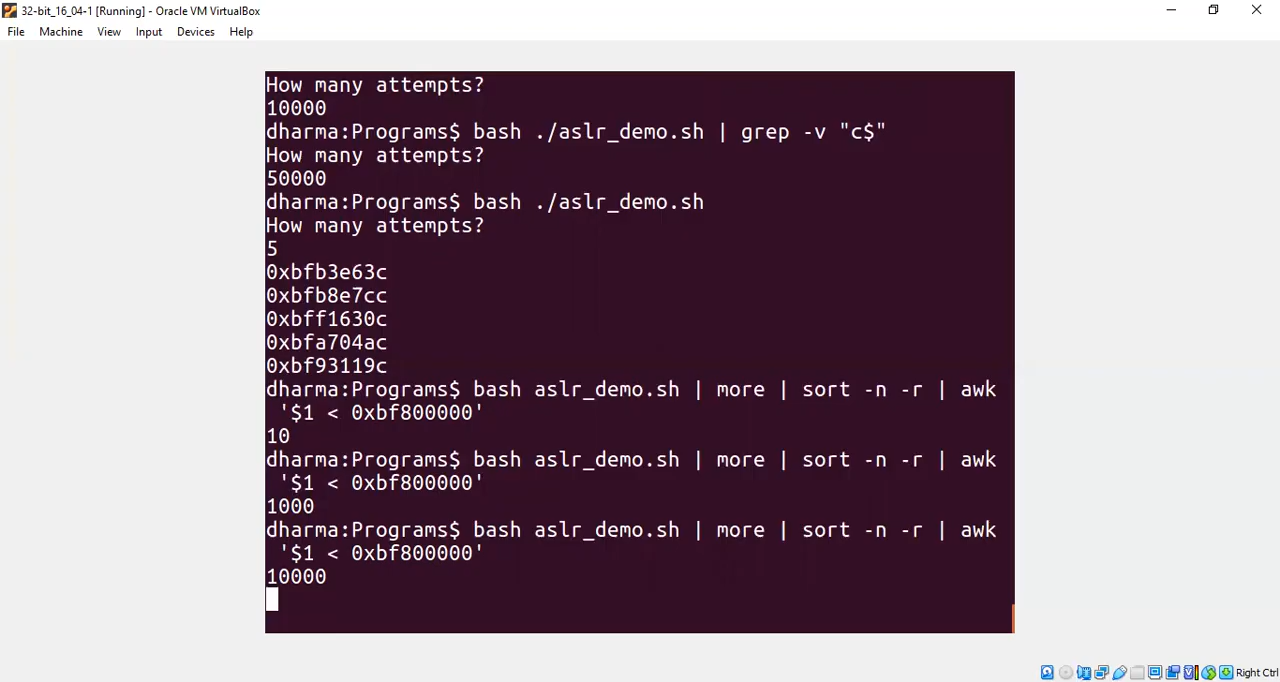 32-bit_16_04-1 [Running] - Oracle VM VirtualBox
File Machine View Input Devices Help
How many attempts?
10000
dharma:Programs$ bash ./aslr_demo.sh | grep -v "c$"
How many attempts?
50000
dharma:Programs$ bash ./aslr_demo.sh
How many attempts?
5
0xbfb3e63c
0xbfb8e7cc
0xbff1630c
0xbfa704ac
0xbf93119c
dharma:Programs$ bash aslr_demo.sh | more | sort -n -r | awk
'$1 < 0xbf800000'
10
dharma:Programs$ bash aslr_demo.sh | more | sort -n -r | awk
'$1 < 0xbf800000'
1000
dharma:Programs$ bash aslr_demo.sh | more | sort -n -r | awk
'$1 < 0xbf800000'
10000
Right Ctrl